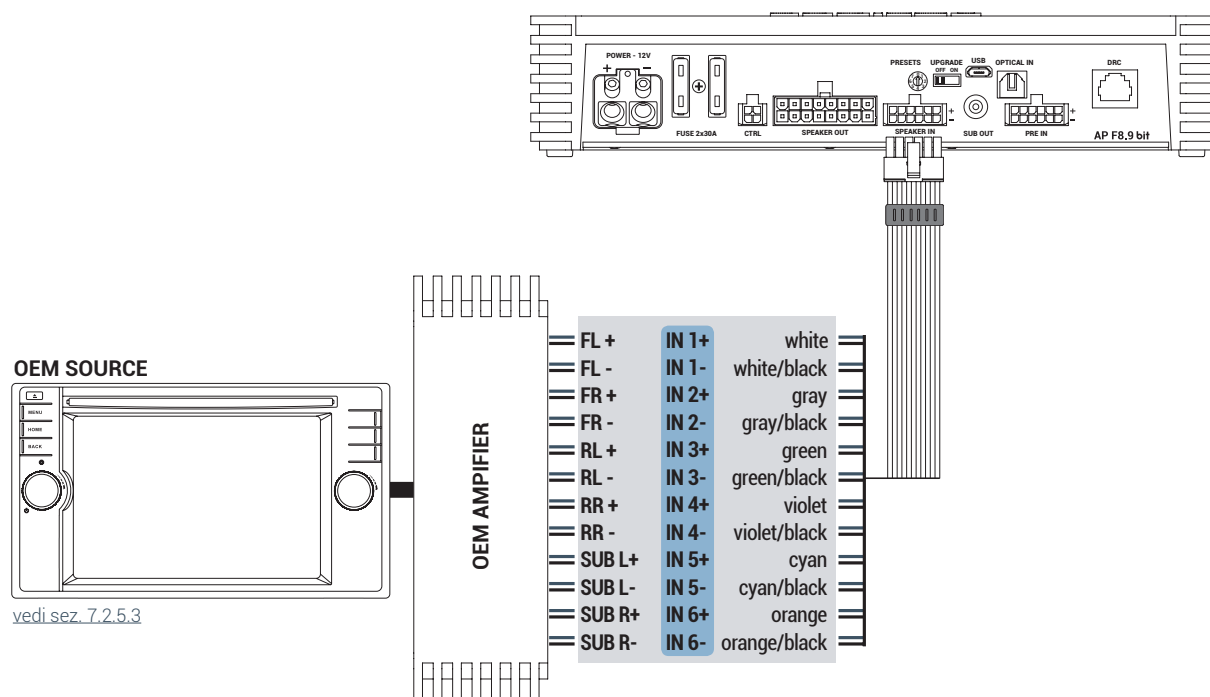 POWER - 12V
+ -
FUSE 2x30A
CTRL
SPEAKER OUT
PRESETS
UPGRADE
OFF ON
USB
OPTICAL IN
DRC
SPEAKER IN
+
-
SUB OUT
PRE IN
+
-
AP F8.9 bit
OEM SOURCE
MENU
HOME
BACK
vedi sez. 7.2.5.3
OEM AMPIFIER
FL + IN 1+ white
FL - IN 1- white/black
FR + IN 2+ gray
FR - IN 2- gray/black
RL + IN 3+ green
RL - IN 3- green/black
RR + IN 4+ violet
RR - IN 4- violet/black
SUB L+ IN 5+ cyan
SUB L- IN 5- cyan/black
SUB R+ IN 6+ orange
SUB R- IN 6- orange/black